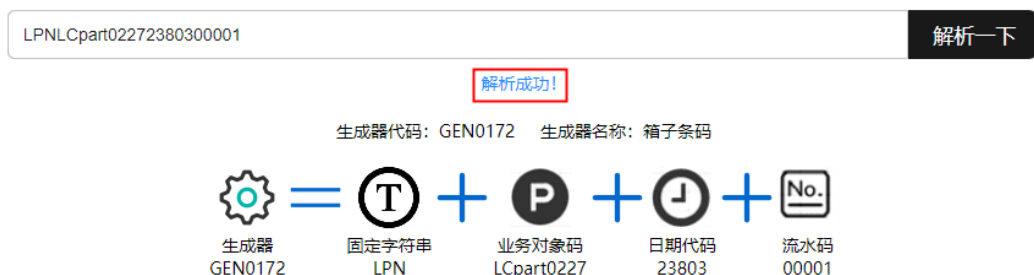 LPNLCpart02272380300001 解析一下
解析成功!
生成器代码：GEN0172 生成器名称：箱子条码
T P No.
生成器 固定字符串 业务对象码 日期代码 流水码
GEN0172 LPN LCpart0227 23803 00001